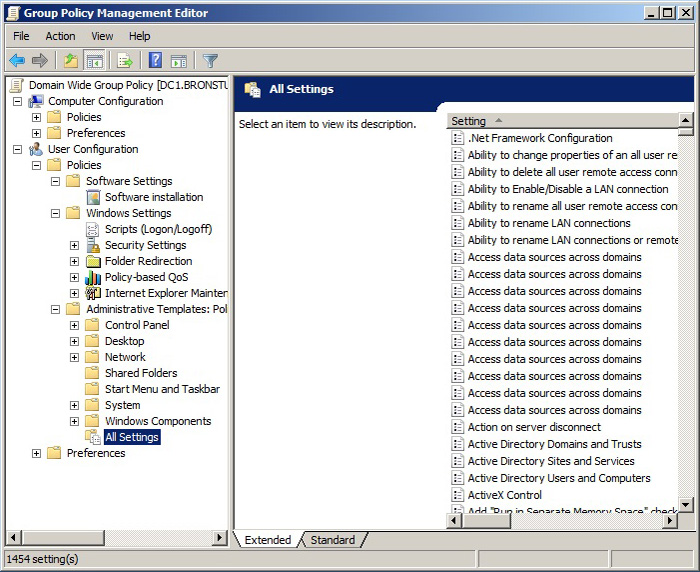 Group Policy Management Editor
File Action View Help
Domain Wide Group Policy [DC1.BRONSTU
Computer Configuration
Policies
Preferences
User Configuration
Policies
Software Settings
Software installation
Windows Settings
Scripts (Logon/Logoff)
Security Settings
Folder Redirection
Policy-based QoS
Internet Explorer Mainten
Administrative Templates: Pol
Control Panel
Desktop
Network
Shared Folders
Start Menu and Taskbar
System
Windows Components
All Settings
Preferences
All Settings
Select an item to view its description.
Setting
.Net Framework Configuration
Ability to change properties of an all user re
Ability to delete all user remote access conn
Ability to Enable/Disable a LAN connection
Ability to rename all user remote access con
Ability to rename LAN connections
Ability to rename LAN connections or remote
Access data sources across domains
Access data sources across domains
Access data sources across domains
Access data sources across domains
Access data sources across domains
Access data sources across domains
Access data sources across domains
Access data sources across domains
Access data sources across domains
Access data sources across domains
Action on server disconnect
Active Directory Domains and Trusts
Active Directory Sites and Services
Active Directory Users and Computers
ActiveX Control
Add "Run in Separate Memory Space" check
Extended Standard
1454 setting(s)